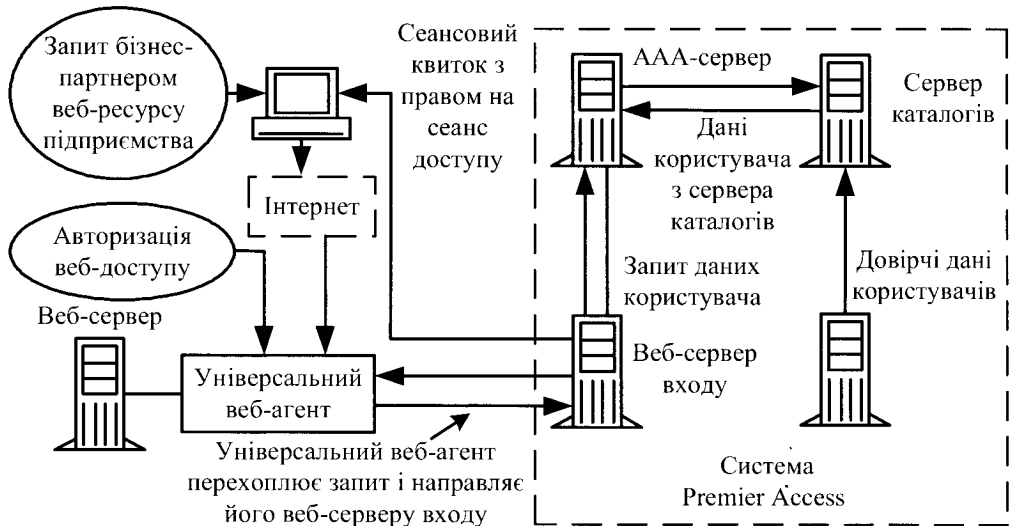 Запит бізнес-
партнером
веб-ресурсу
підприємства
Сеансовий
квиток з
правом на
сеанс
доступу
ААА-сервер
Сервер
каталогів
Дані
користувача
з сервера
каталогів
Інтернет
Авторизація
веб-доступу
Запит даних
користувача
Довірчі дані
користувачів
Веб-сервер
Універсальний
веб-агент
Веб-сервер
входу
Універсальний веб-агент
перехоплює запит і направляє
його веб-серверу входу
Система
Premier Access